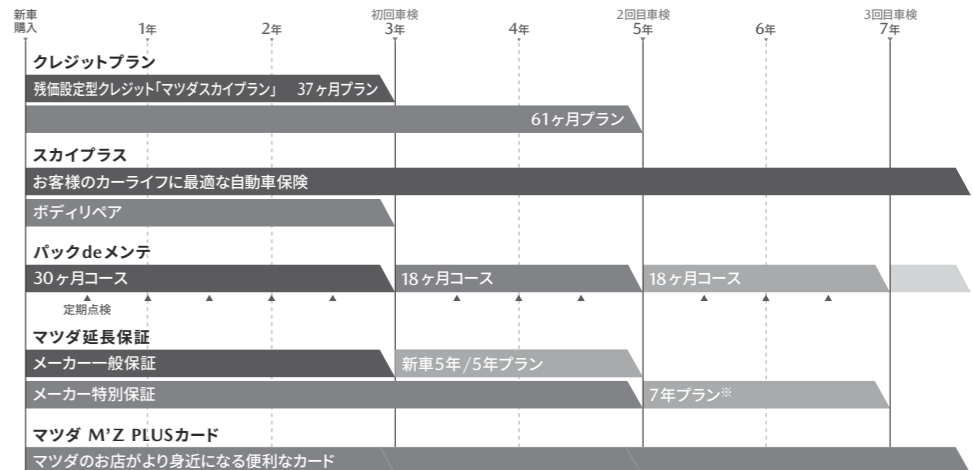 新車
購入
1年
2年
初回車検
3年
4年
2回目車検
5年
6年
3回目車検
7年
クレジットプラン
残価設定型クレジット「マツダスカイプラン」 37ヶ月プラン
61ヶ月プラン
スカイプラス
お客様のカーライフに最適な自動車保険
ボディリペア
パックdeメンテ
30ヶ月コース
18ヶ月コース
18ヶ月コース
定期点検
マツダ延長保証
メーカー一般保証
新車5年/5年プラン
メーカー特別保証
7年プラン※
マツダ M'Z PLUSカード
マツダのお店がより身近になる便利なカード